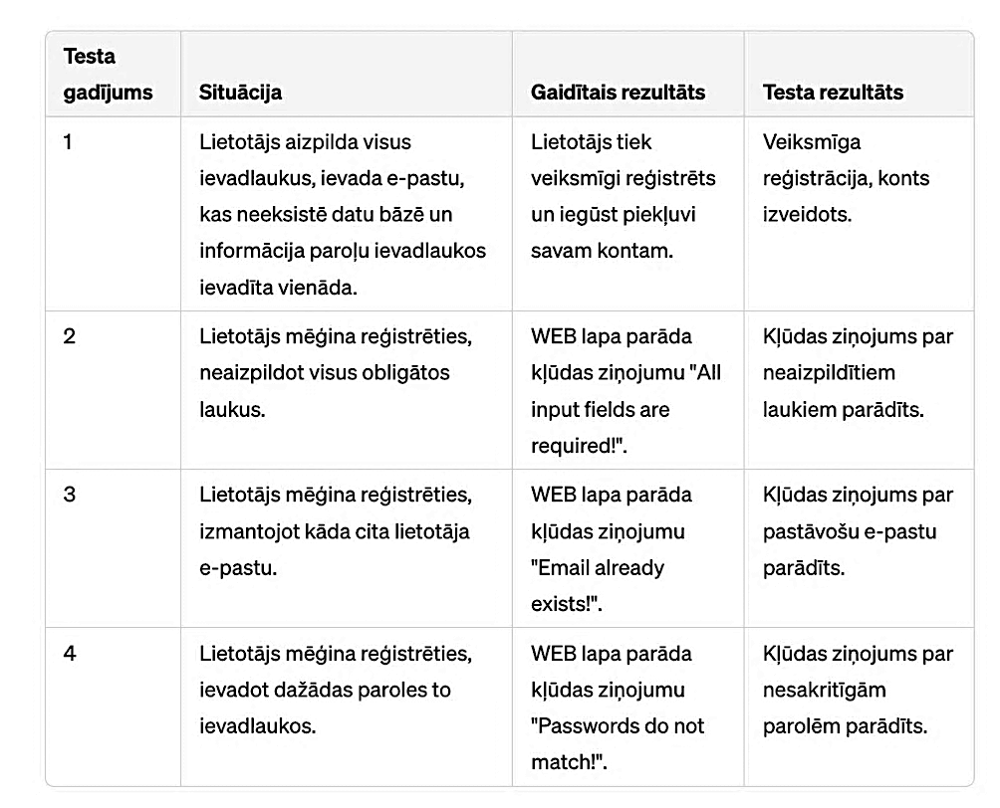 Testa
gadījums
Situācija
Gaidītais rezultāts
Testa rezultāts
1
Lietotājs aizpilda visus
ievadlaukus, ievada e-pastu,
kas neeksistē datu bāzē un
informācija paroļu ievadlaukos
ievadīta vienāda.
Lietotājs tiek
veiksmīgi reģistrēts
un iegūst piekļuvi
savam kontam.
Veiksmīga
reģistrācija, konts
izveidots.
2
Lietotājs mēģina reģistrēties,
neaizpildot visus obligātos
laukus.
WEB lapa parāda
kļūdas ziņojumu "All
input fields are
required!".
Kļūdas ziņojums par
neaizpildītiem
laukiem parādīts.
3
Lietotājs mēģina reģistrēties,
izmantojot kāda cita lietotāja
e-pastu.
WEB lapa parāda
kļūdas ziņojumu
"Email already
exists!".
Kļūdas ziņojums par
pastāvošu e-pastu
parādīts.
4
Lietotājs mēģina reģistrēties,
ievadot dažādas paroles to
ievadlaukos.
WEB lapa parāda
kļūdas ziņojumu
"Passwords do not
match!".
Kļūdas ziņojums par
nesakritīgām
parolēm parādīts.